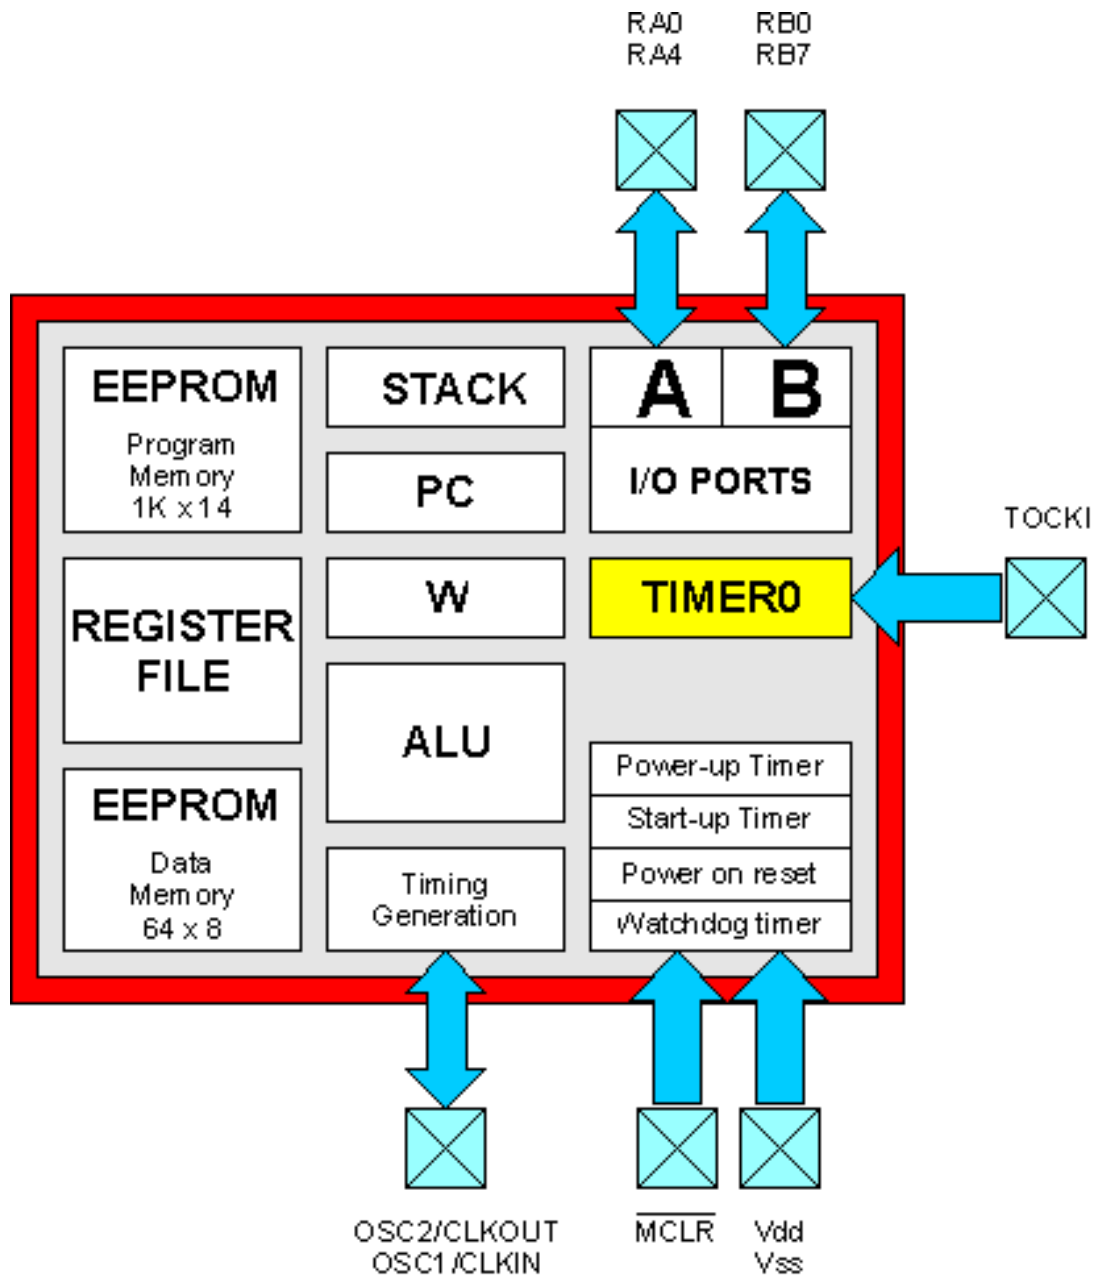 RA0
RA4
RB0
RB7
EEPROM
Program
Memory
1K x14
STACK
A
B
PC
I/O PORTS
TOCKI
REGISTER
FILE
W
TIMER0
ALU
EEPROM
Data
Memory
64 x 8
Timing
Generation
Power-up Timer
Start-up Timer
Power on reset
Watchdog timer
OSC2/CLKOUT
OSC1/CLKIN
MCLR
Vdd
Vss